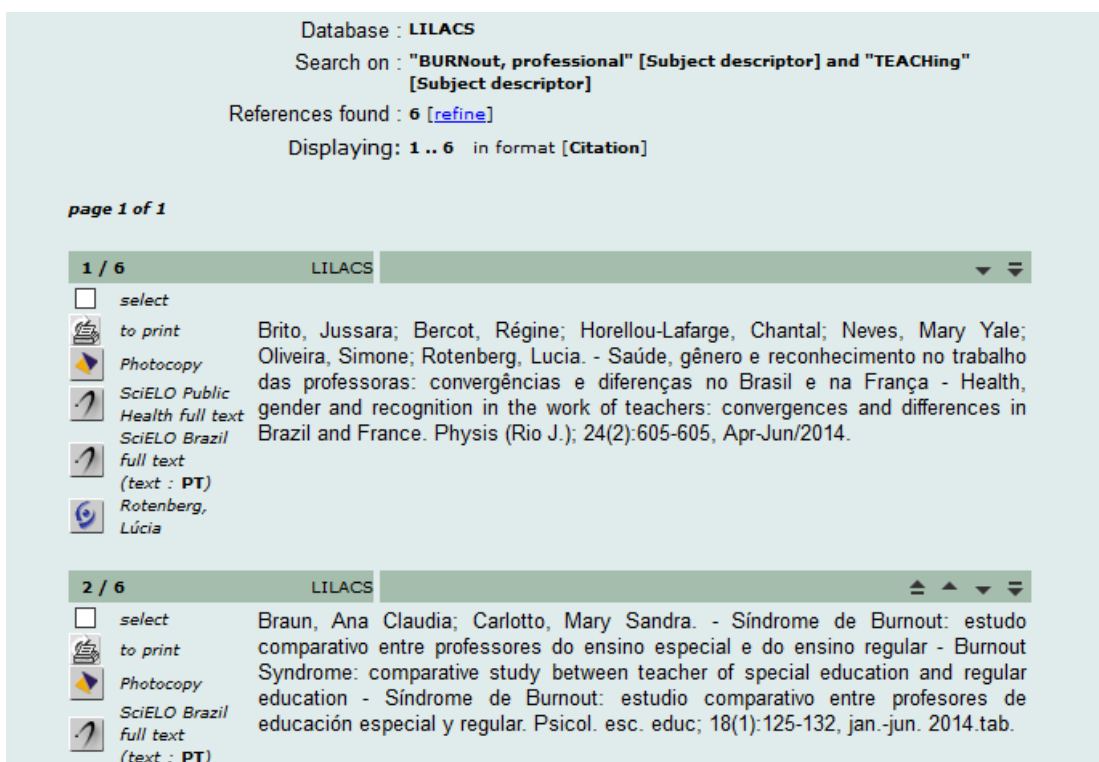 Database : LILACS
Search on : "BURNout, professional" [Subject descriptor] and "TEACHing"
[Subject descriptor]
References found : 6 [refine]
Displaying: 1 .. 6 in format [Citation]
page 1 of 1
1 / 6 LILACS
select
to print
Photocopy
SciELO Public
Health full text
SciELO Brazil
full text
(text : PT)
Rotenberg,
Lúcia
Brito, Jussara; Bercot, Régine; Horellou-Lafarge, Chantal; Neves, Mary Yale;
Oliveira, Simone; Rotenberg, Lucia. - Saúde, gênero e reconhecimento no trabalho
das professoras: convergências e diferenças no Brasil e na França - Health,
gender and recognition in the work of teachers: convergences and differences in
Brazil and France. Physis (Rio J.); 24(2):605-605, Apr-Jun/2014.
2 / 6 LILACS
select
to print
Photocopy
SciELO Brazil
full text
(text : PT)
Braun, Ana Claudia; Carlotto, Mary Sandra. - Síndrome de Burnout: estudo
comparativo entre professores do ensino especial e do ensino regular - Burnout
Syndrome: comparative study between teacher of special education and regular
education - Síndrome de Burnout: estudio comparativo entre profesores de
educación especial y regular. Psicol. esc. educ; 18(1):125-132, jan.-jun. 2014.tab.